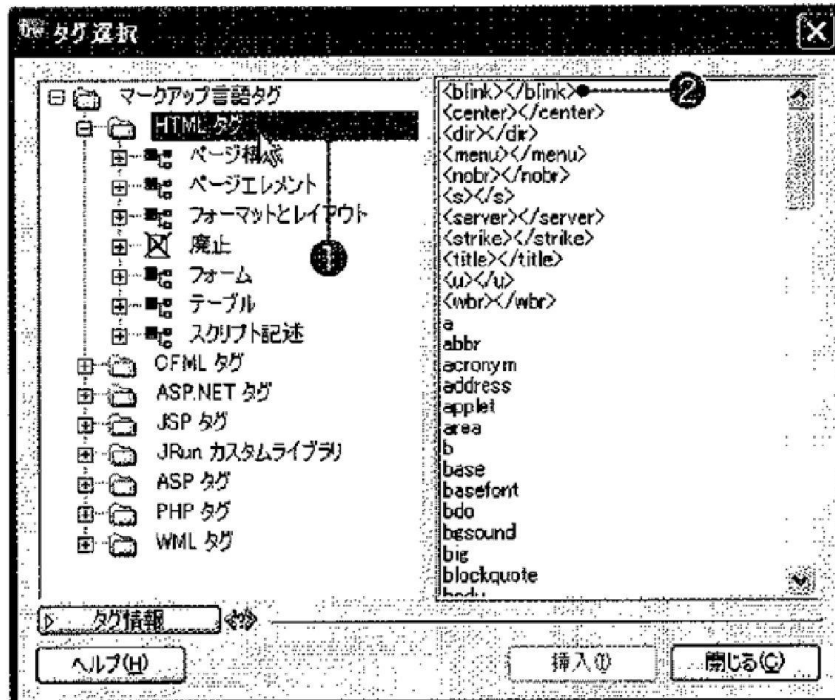 タグ選択
マークアップ言語タグ
HTML タグ
ページ構成
ページエレメント
フォーマットとレイアウト
廃止
フォーム
テーブル
スクリプト記述
CFML タグ
ASP.NET タグ
JSP タグ
JRun カスタムライブラリ
ASP タグ
PHP タグ
WML タグ
❶
<blink></blink>
❷
<center></center>
<dir></dir>
<menu></menu>
<nobr></nobr>
<s></s>
<server></server>
<strike></strike>
<title></title>
<u></u>
<wbr></wbr>
a
abbr
acronym
address
applet
area
b
base
basefont
bdo
bgsound
big
blockquote
body
タグ情報
ヘルプ(H)
挿入(I)
閉じる(C)